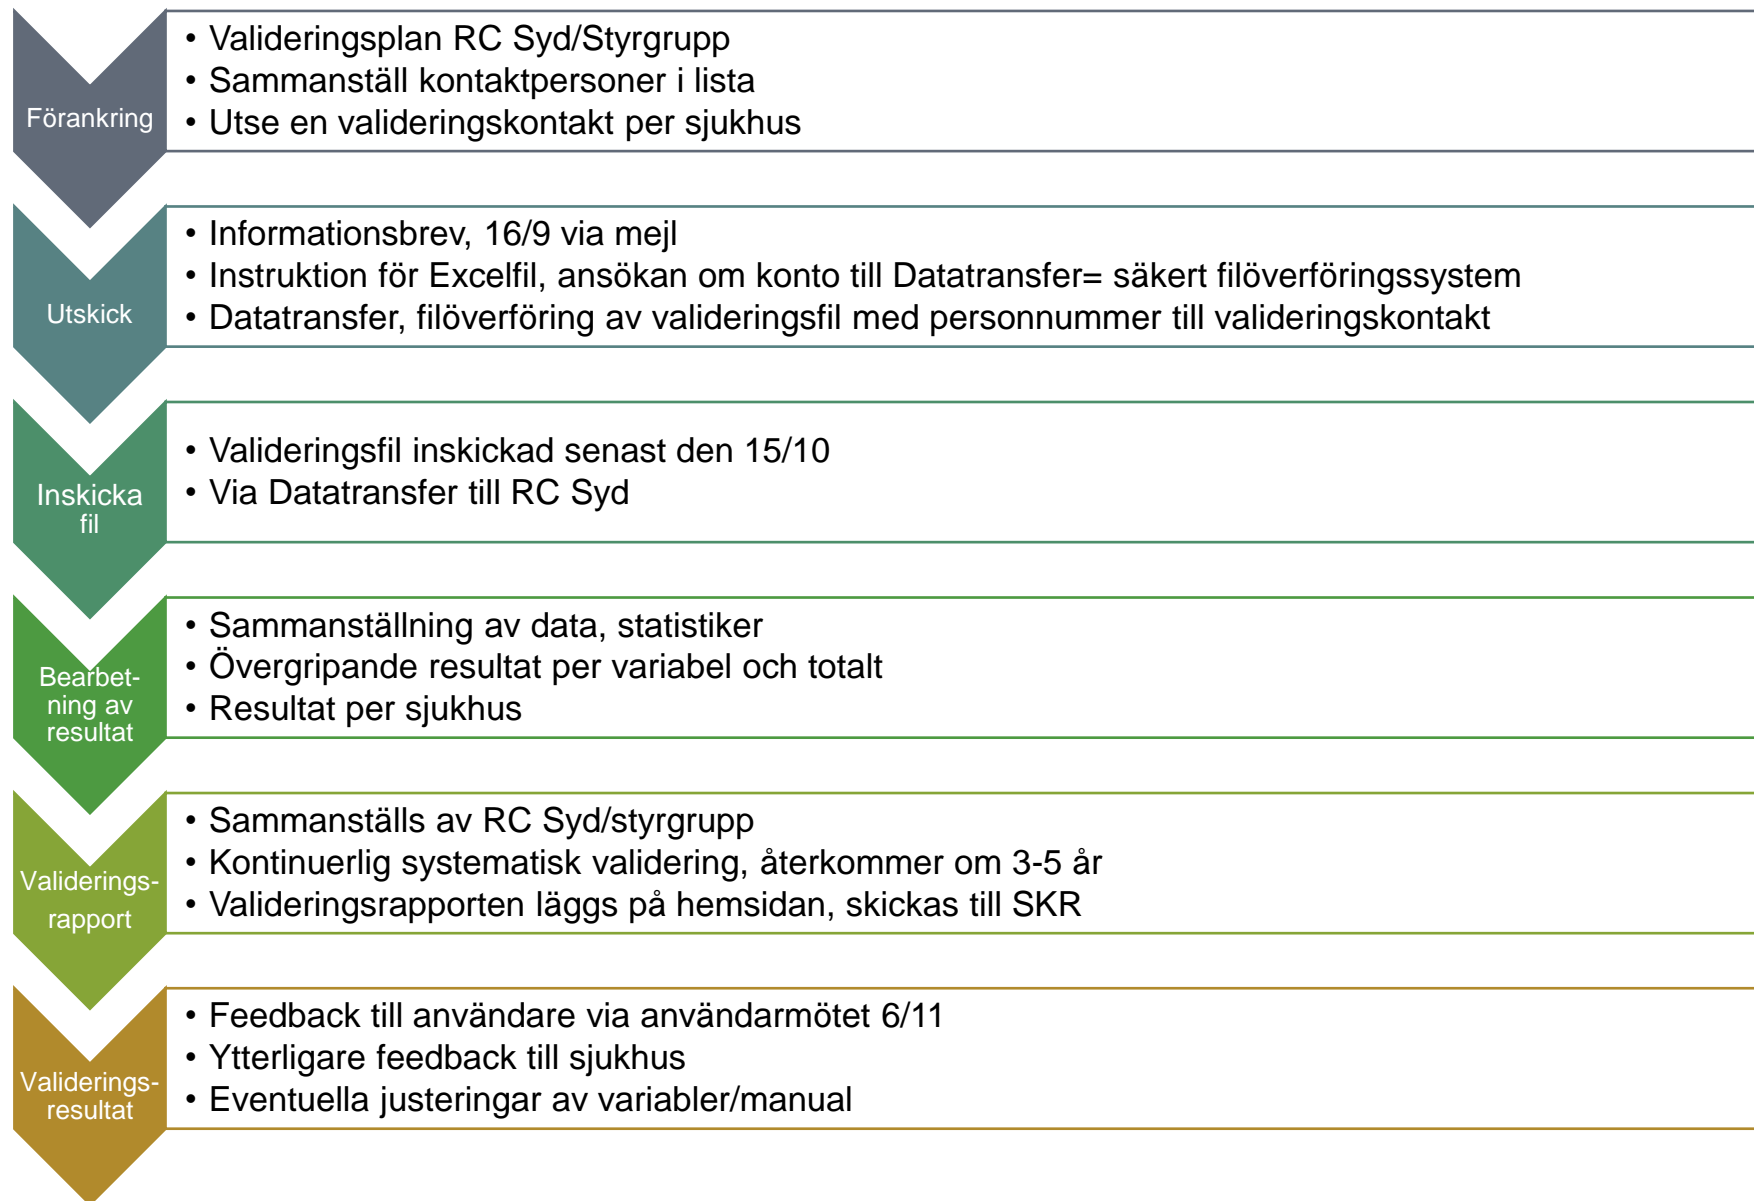 Förankring
• Valideringsplan RC Syd/Styrgrupp
• Sammanställ kontaktpersoner i lista
• Utse en valideringskontakt per sjukhus
Utskick
• Informationsbrev, 16/9 via mejl
• Instruktion för Excelfil, ansökan om konto till Datatransfer= säkert filöverföringssystem
• Datatransfer, filöverföring av valideringsfil med personnummer till valideringskontakt
Inskicka
fil
• Valideringsfil inskickad senast den 15/10
• Via Datatransfer till RC Syd
Bearbet-
ning av
resultat
• Sammanställning av data, statistiker
• Övergripande resultat per variabel och totalt
• Resultat per sjukhus
Validerings-
rapport
• Sammanställs av RC Syd/styrgrupp
• Kontinuerlig systematisk validering, återkommer om 3-5 år
• Valideringsrapporten läggs på hemsidan, skickas till SKR
Validerings-
resultat
• Feedback till användare via användarmötet 6/11
• Ytterligare feedback till sjukhus
• Eventuella justeringar av variabler/manual